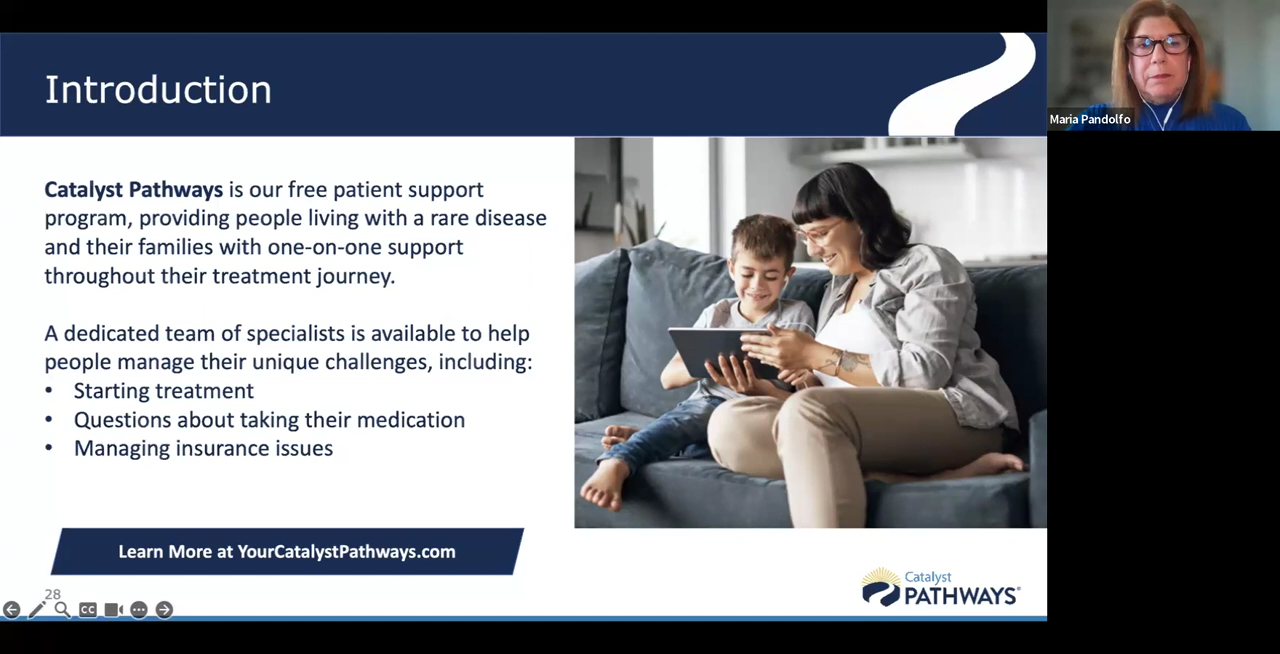 Introduction
Maria Pandolfo
Catalyst Pathways is our free patient support
program, providing people living with a rare disease
and their families with one-on-one support
throughout their treatment journey.
A dedicated team of specialists is available to help
people manage their unique challenges, including:
• Starting treatment
• Questions about taking their medication
• Managing insurance issues
Learn More at YourCatalystPathways.com
28
CC
Catalyst
PATHWAYS®